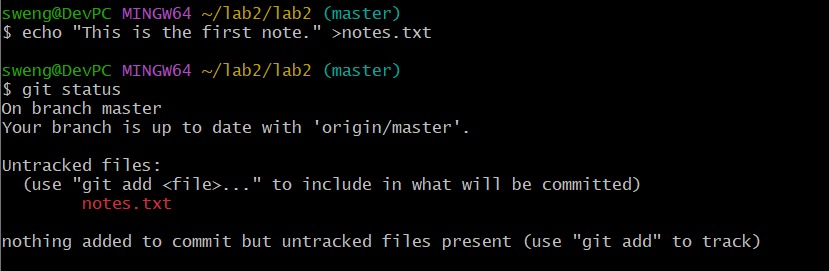 sweng@DevPC MINGW64 ~/lab2/lab2 (master)
$ echo "This is the first note." >notes.txt
sweng@DevPC MINGW64 ~/lab2/lab2 (master)
$ git status
On branch master
Your branch is up to date with 'origin/master'.
Untracked files:
  (use "git add <file>..." to include in what will be committed)
        notes.txt
nothing added to commit but untracked files present (use "git add" to track)